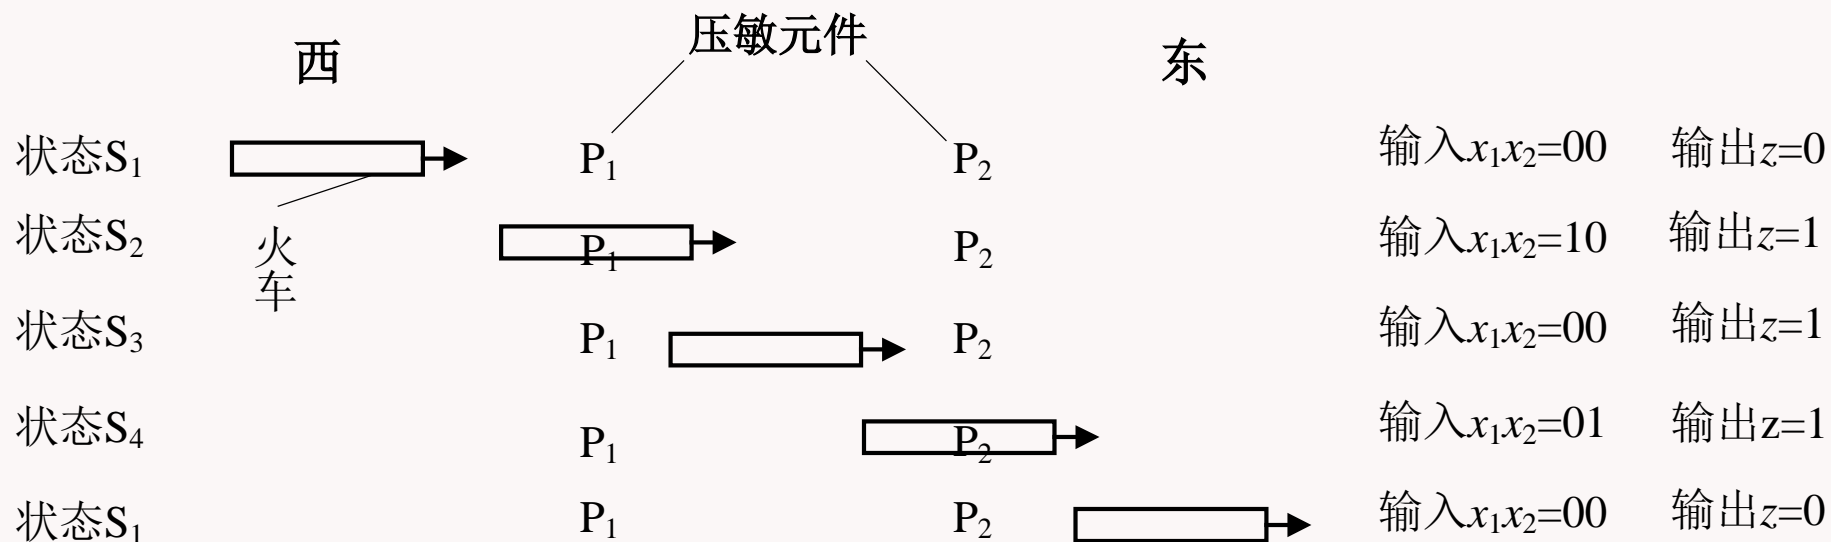 压敏元件
西 东
状态S₁ P₁ P₂ 输入x₁x₂=00 输出z=0
火车
状态S₂ P₁ P₂ 输入x₁x₂=10 输出z=1
状态S₃ P₁ P₂ 输入x₁x₂=00 输出z=1
状态S₄ P₁ P₂ 输入x₁x₂=01 输出z=1
状态S₁ P₁ P₂ 输入x₁x₂=00 输出z=0